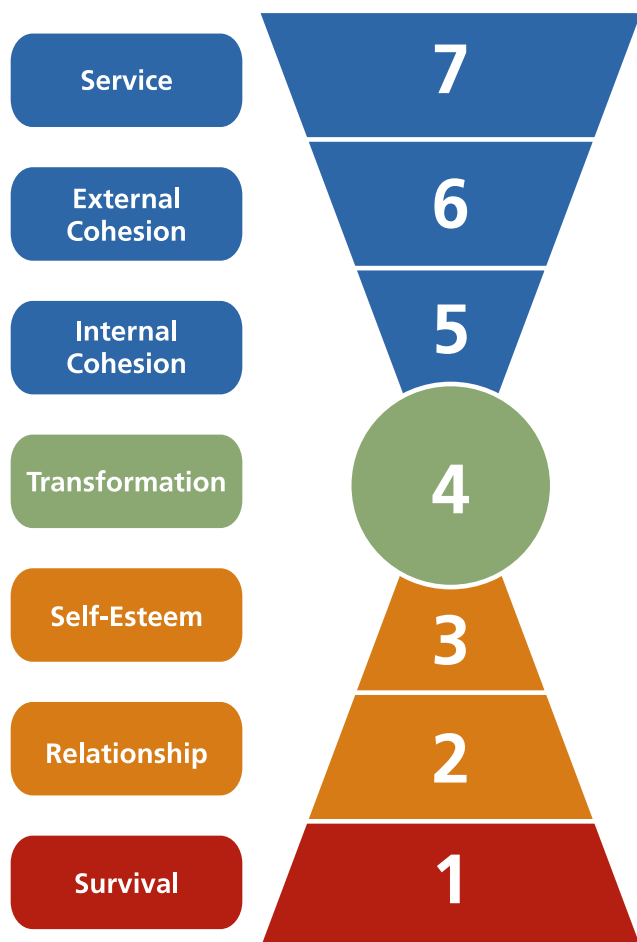 Service
7
External
Cohesion
6
Internal
Cohesion
5
Transformation
4
Self-Esteem
3
Relationship
2
Survival
1